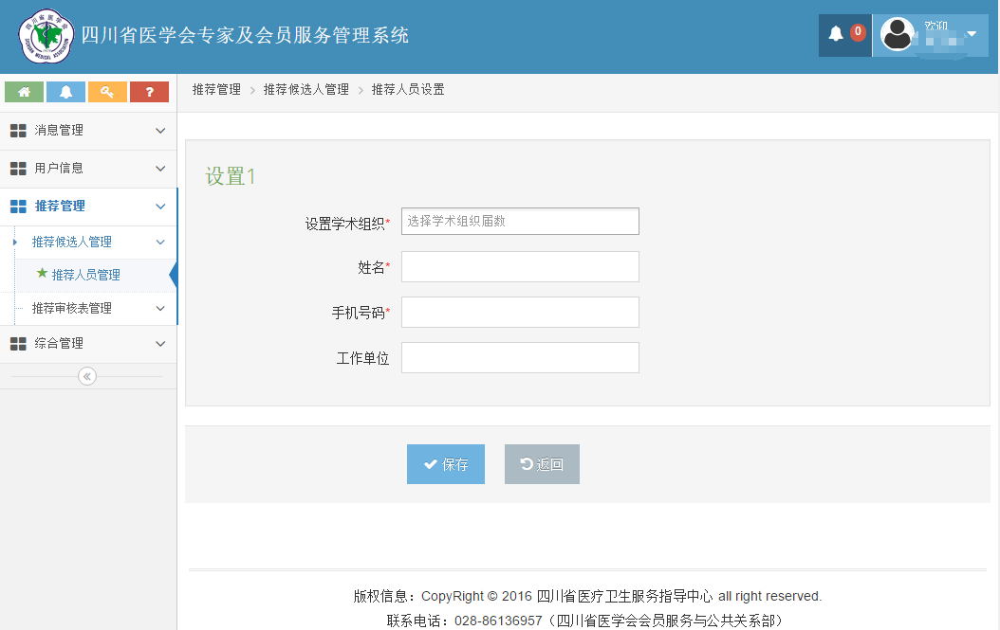 四川省医学会专家及会员服务管理系统
0
欢迎
?
推荐管理 > 推荐候选人管理 > 推荐人员设置
消息管理
用户信息
推荐管理
推荐候选人管理
推荐人员管理
推荐审核表管理
综合管理
设置1
设置学术组织* 选择学术组织届数
姓名*
手机号码*
工作单位
保存 返回
版权信息：CopyRight © 2016 四川省医疗卫生服务指导中心 all right reserved.
联系电话：028-86136957（四川省医学会会员服务与公共关系部）